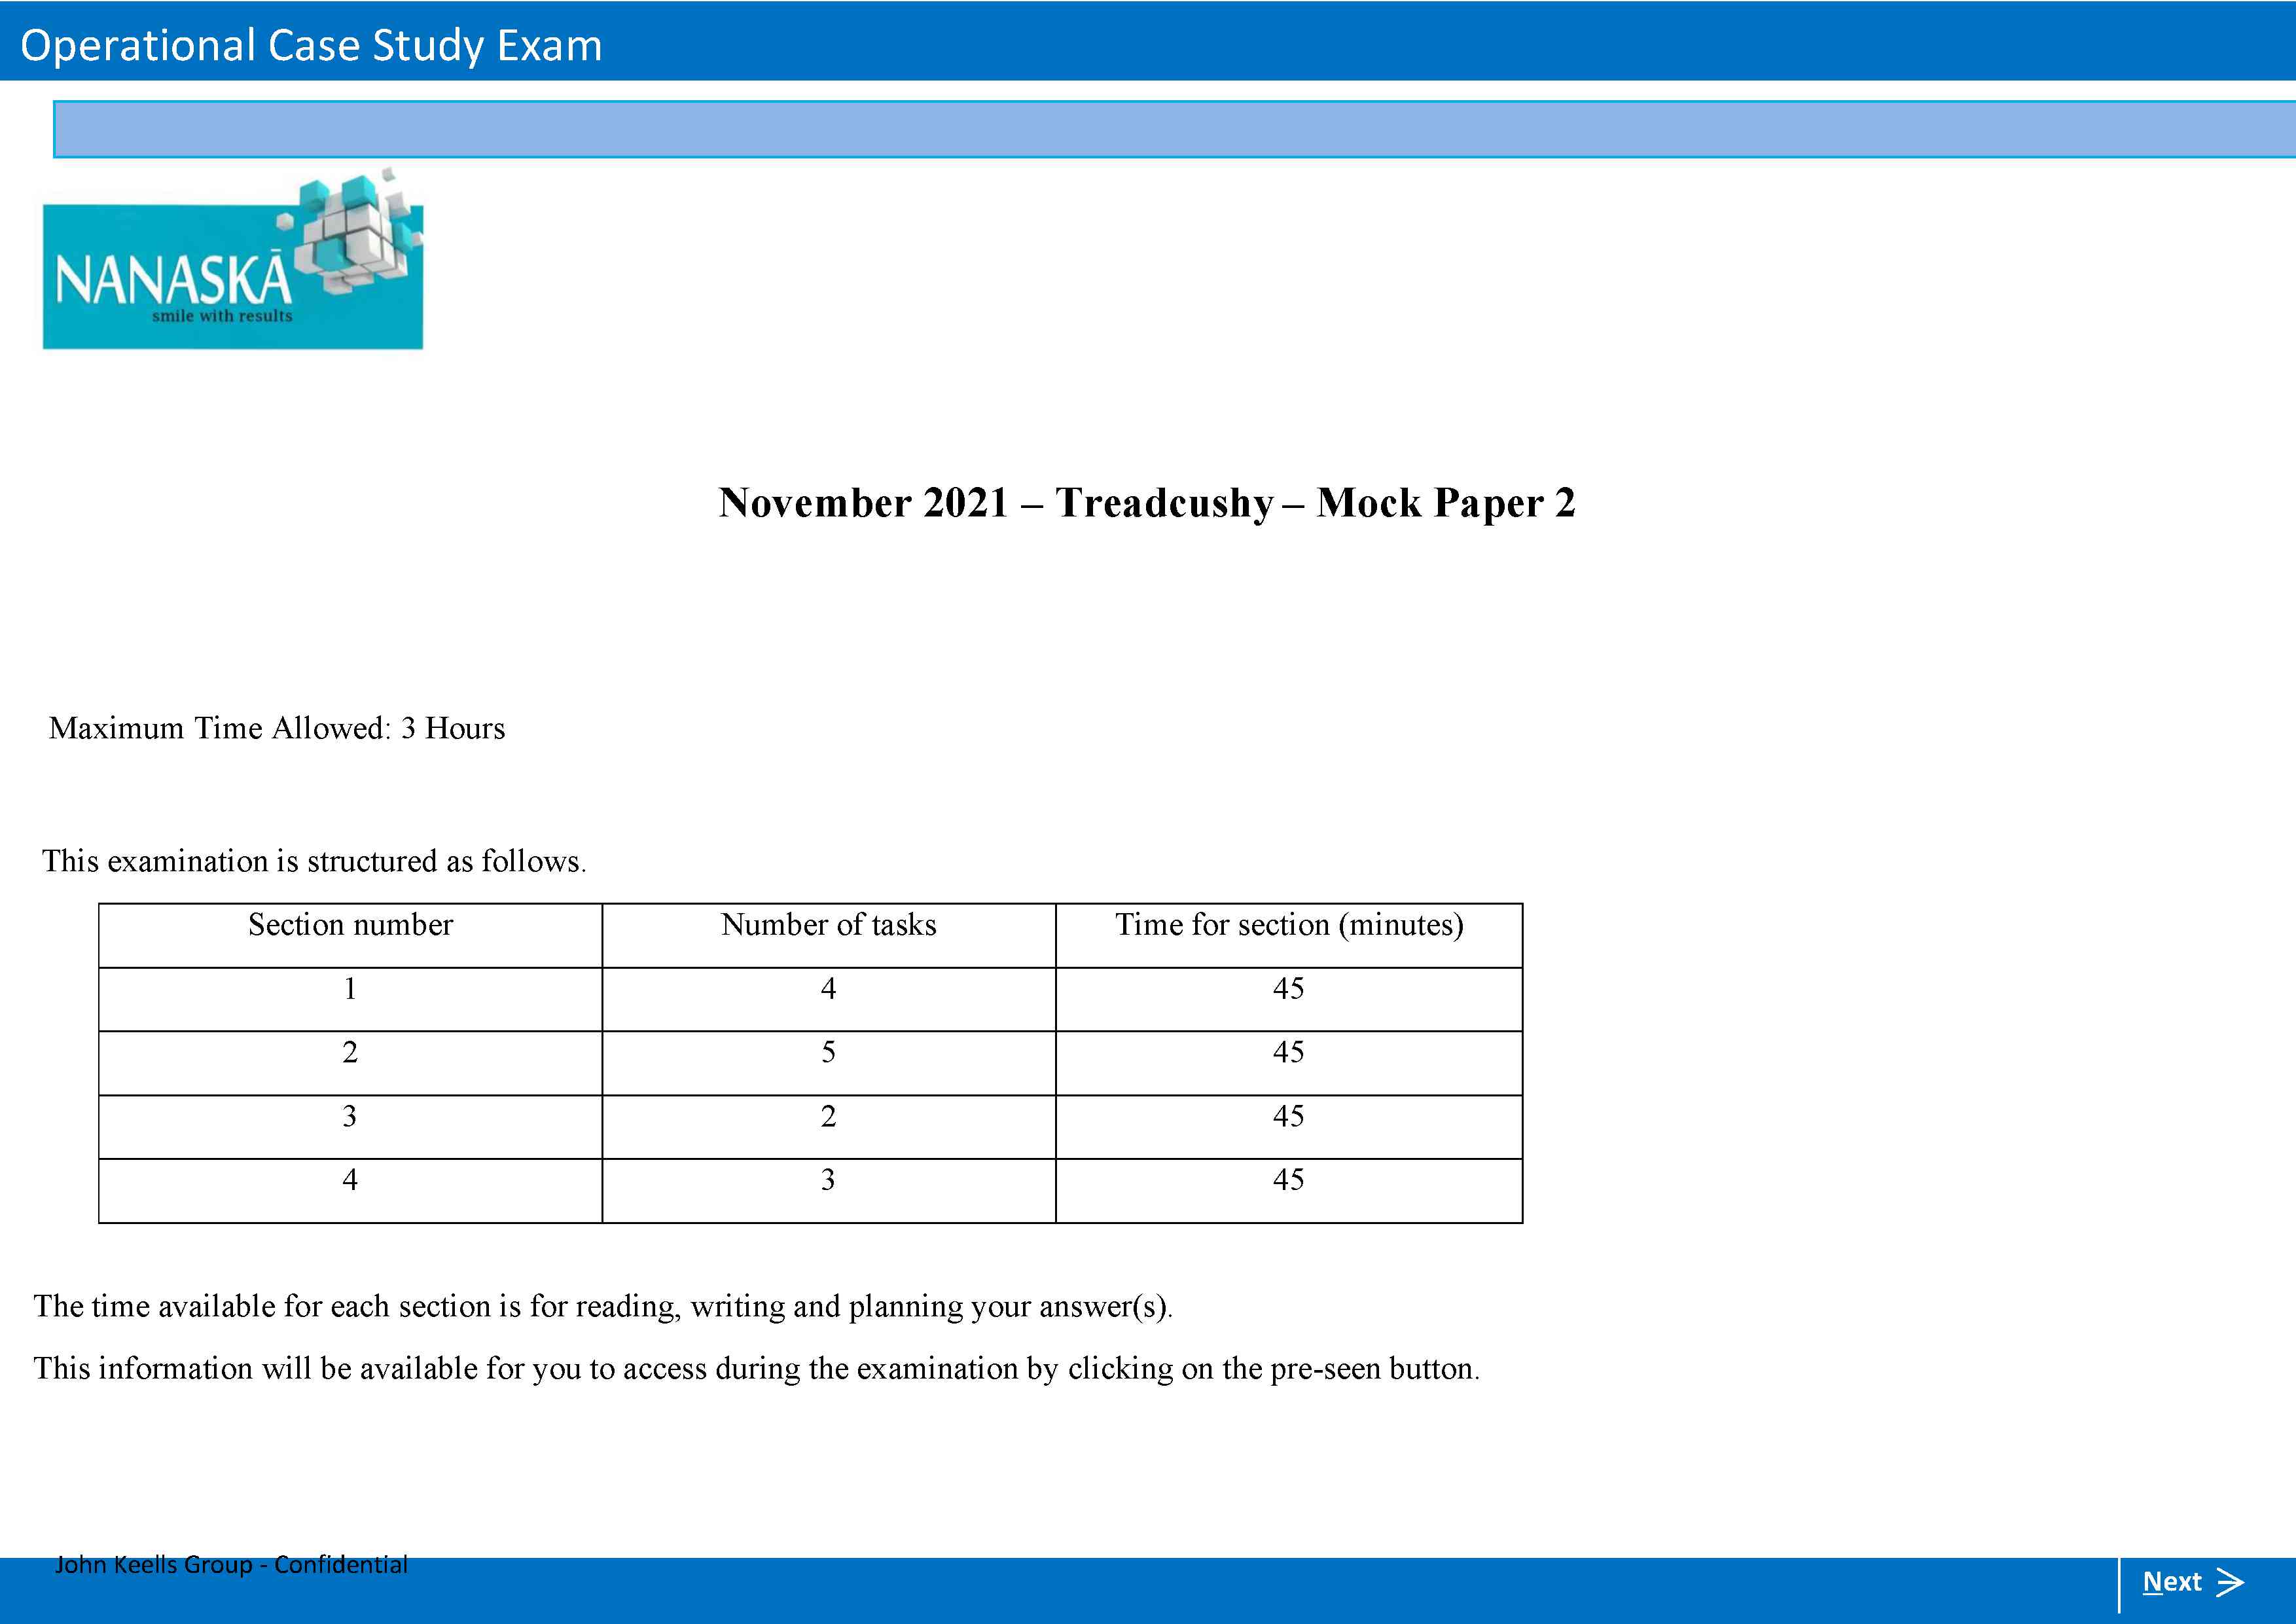 Operational Case Study Exam
NANASKĀ
smile with results
November 2021 – Treadcushy – Mock Paper 2
Maximum Time Allowed: 3 Hours
This examination is structured as follows.
Section number Number of tasks Time for section (minutes)
1 4 45
2 5 45
3 2 45
4 3 45
The time available for each section is for reading, writing and planning your answer(s).
This information will be available for you to access during the examination by clicking on the pre-seen button.
John Keells Group - Confidential
Next